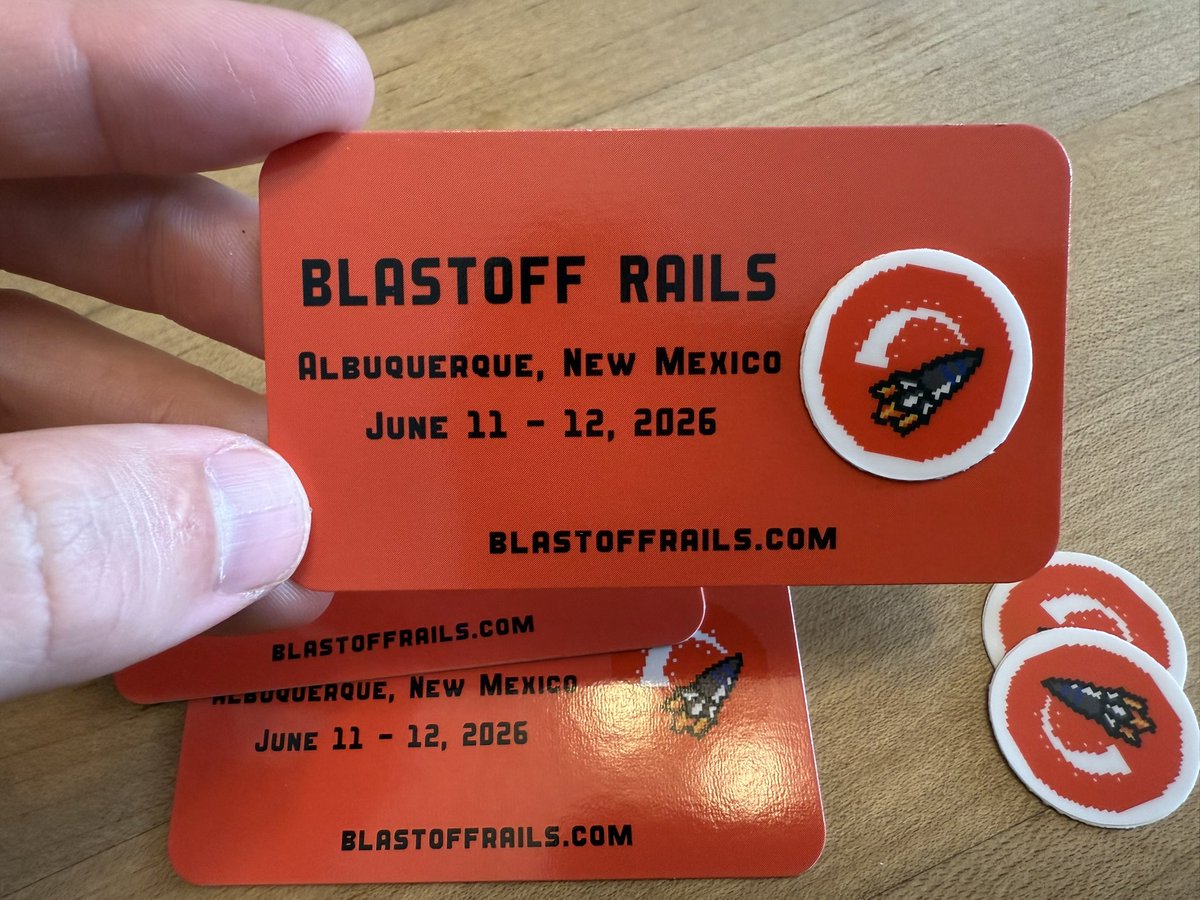 BLASTOFF RAILS
ALBUQUERQUE, NEW MEXICO
JUNE 11 - 12, 2026
BLASTOFFRAILS.COM
BLASTOFFRAILS.COM
ALBUQUERQUE, NEW MEXICO
JUNE 11 - 12, 2026
BLASTOFFRAILS.COM